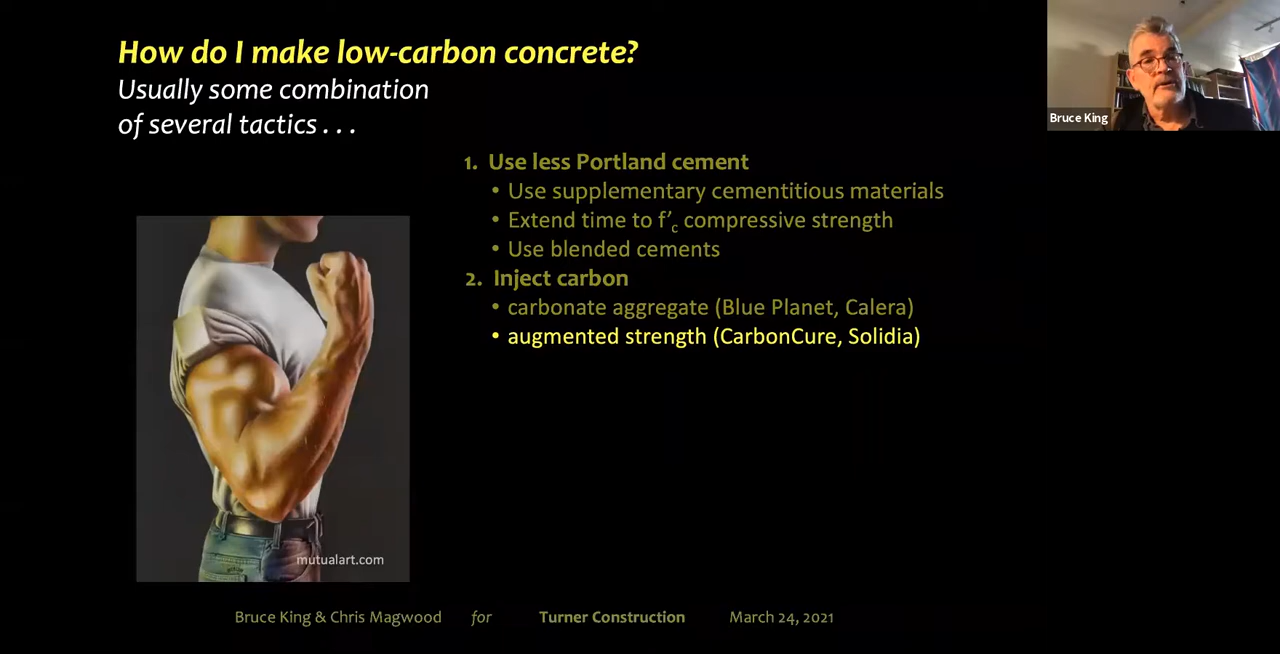 How do I make low-carbon concrete?
Usually some combination
of several tactics . . .
Bruce King
1. Use less Portland cement
• Use supplementary cementitious materials
• Extend time to f’c compressive strength
• Use blended cements
2. Inject carbon
• carbonate aggregate (Blue Planet, Calera)
• augmented strength (CarbonCure, Solidia)
mutualart.com
Bruce King & Chris Magwood for Turner Construction March 24, 2021